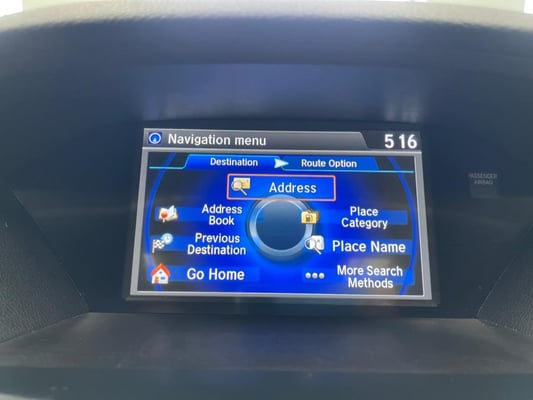 Navigation menu 5 16
Destination Route Option
Address
Address
Book
Place
Category
Previous
Destination
Place Name
Go Home
More Search
Methods
PASSENGER
AIRBAG